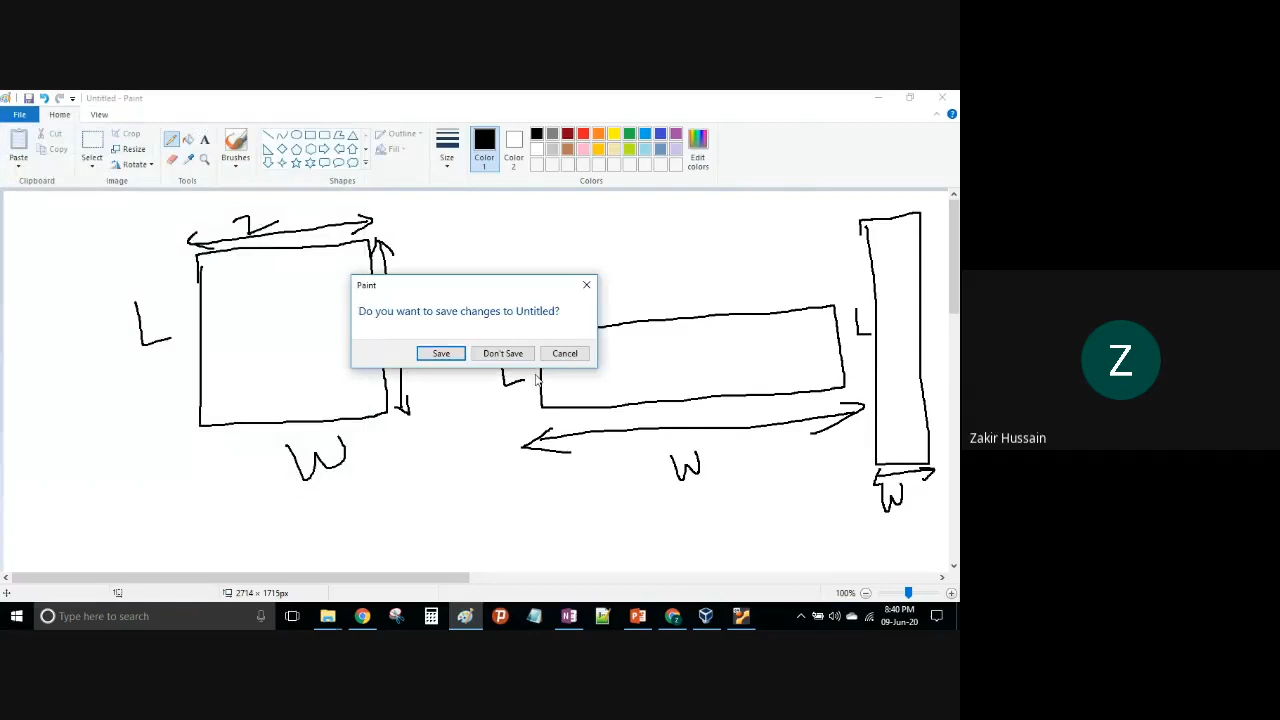 Untitled - Paint
File Home View
Paste
Cut
Copy
Clipboard
Select
Crop
Resize
Rotate
Image
A
Tools
Brushes
Outline
Fill
Shapes
Size
Color 1
Color 2
Edit colors
Colors
L
W
Paint
Do you want to save changes to Untitled?
Save Don't Save Cancel
L
W
L
W
Z
Zakir Hussain
2714 × 1715px
100%
Type here to search
8:40 PM
09-Jun-20